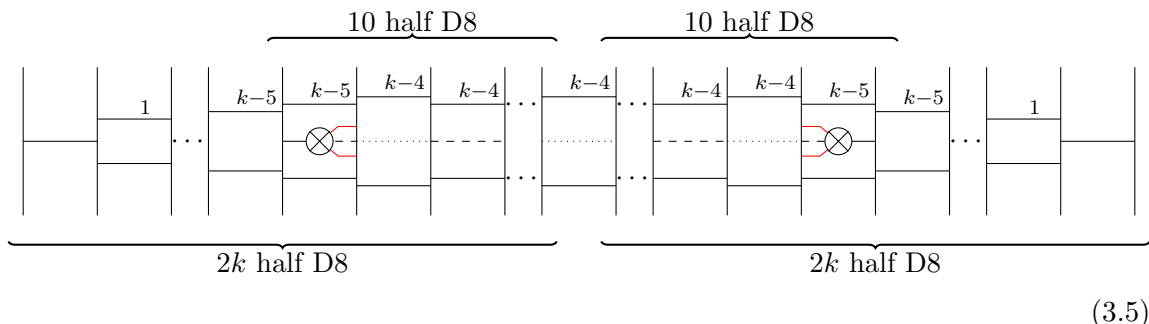 10 half D8 10 half D8
1 ··· k−5 k−5 k−4 k−4 ··· k−4 ··· k−4 k−4 k−5 k−5 ··· 1
2k half D8 2k half D8
(3.5)